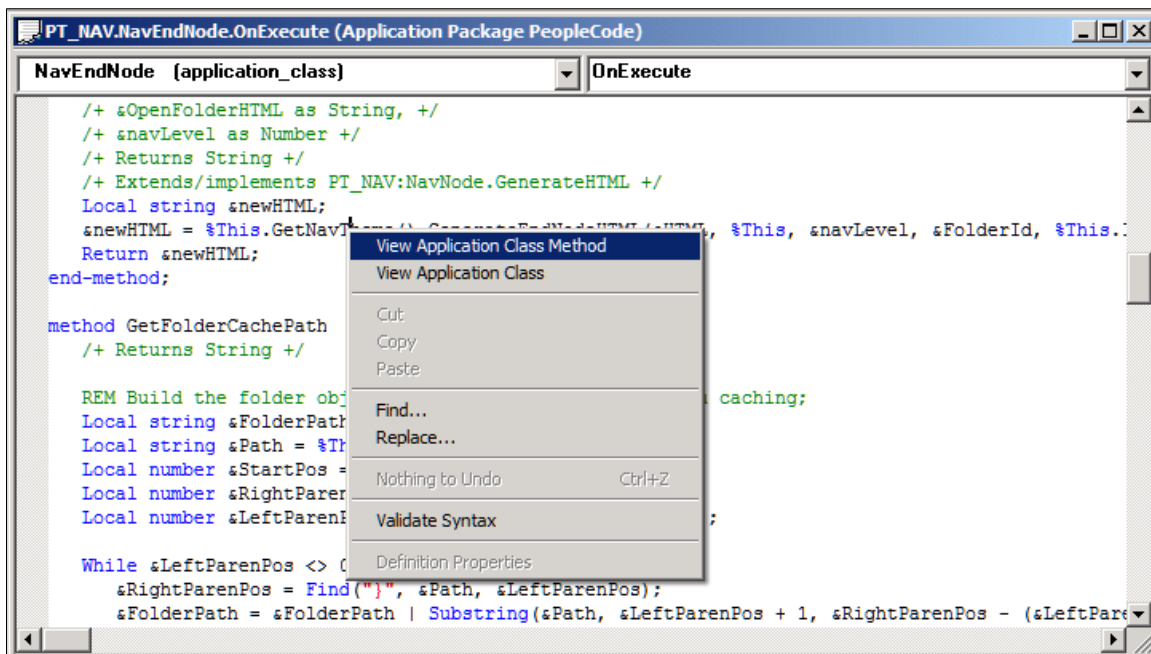 PT_NAV.NavEndNode.OnExecute (Application Package PeopleCode)
NavEndNode (application_class) OnExecute
/+ &OpenFolderHTML as String, +/
/+ &navLevel as Number +/
/+ Returns String +/
/+ Extends/implements PT_NAV:NavNode.GenerateHTML +/
Local string &newHTML;
&newHTML = %This.GetNavTheme().GenerateEndNodeHTML(&HTML, %This, &navLevel, &FolderId, %This.
Return &newHTML;
end-method;
method GetFolderCachePath
/+ Returns String +/
REM Build the folder obj caching;
Local string &FolderPath
Local string &Path = %Th
Local number &StartPos =
Local number &RightParen
Local number &LeftParen ;
While &LeftParenPos <>
&RightParenPos = Find("}", &Path, &LeftParenPos);
&FolderPath = &FolderPath | Substring(&Path, &LeftParenPos + 1, &RightParenPos - (&LeftPare
View Application Class Method
View Application Class
Cut
Copy
Paste
Find...
Replace...
Nothing to Undo Ctrl+Z
Validate Syntax
Definition Properties